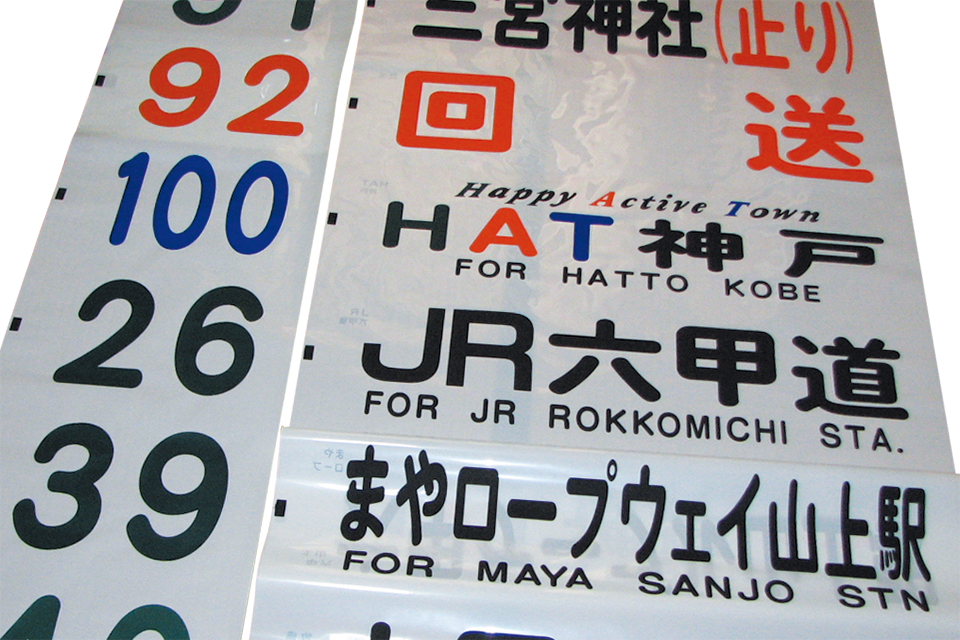 92
100
26
39
三宮神社(止り)
回送
Happy Active Town
HAT神戸
FOR HATTO KOBE
JR六甲道
FOR JR ROKKOMICHI STA.
まやロープウェイ山上駅
FOR MAYA SANJO STN